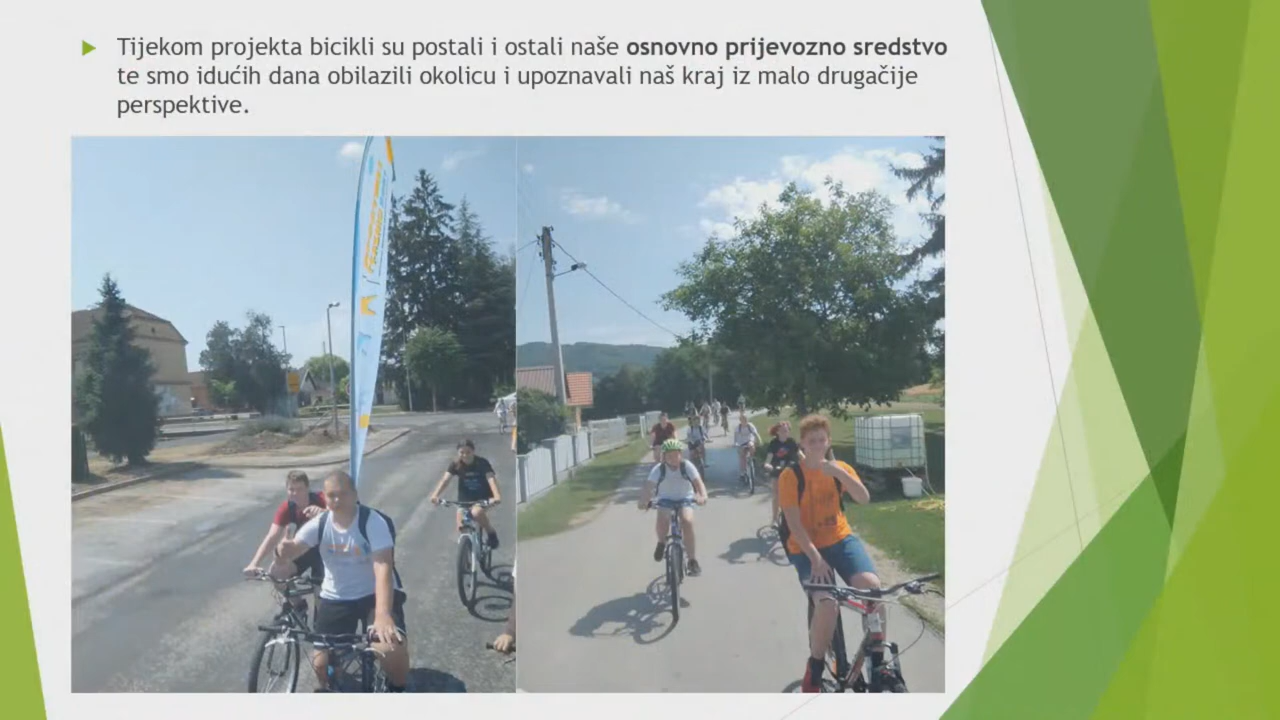 Tijekom projekta bicikli su postali i ostali naše osnovno prijevozno sredstvo
te smo idućih dana obilazili okolicu i upoznavali naš kraj iz malo drugačije
perspektive.